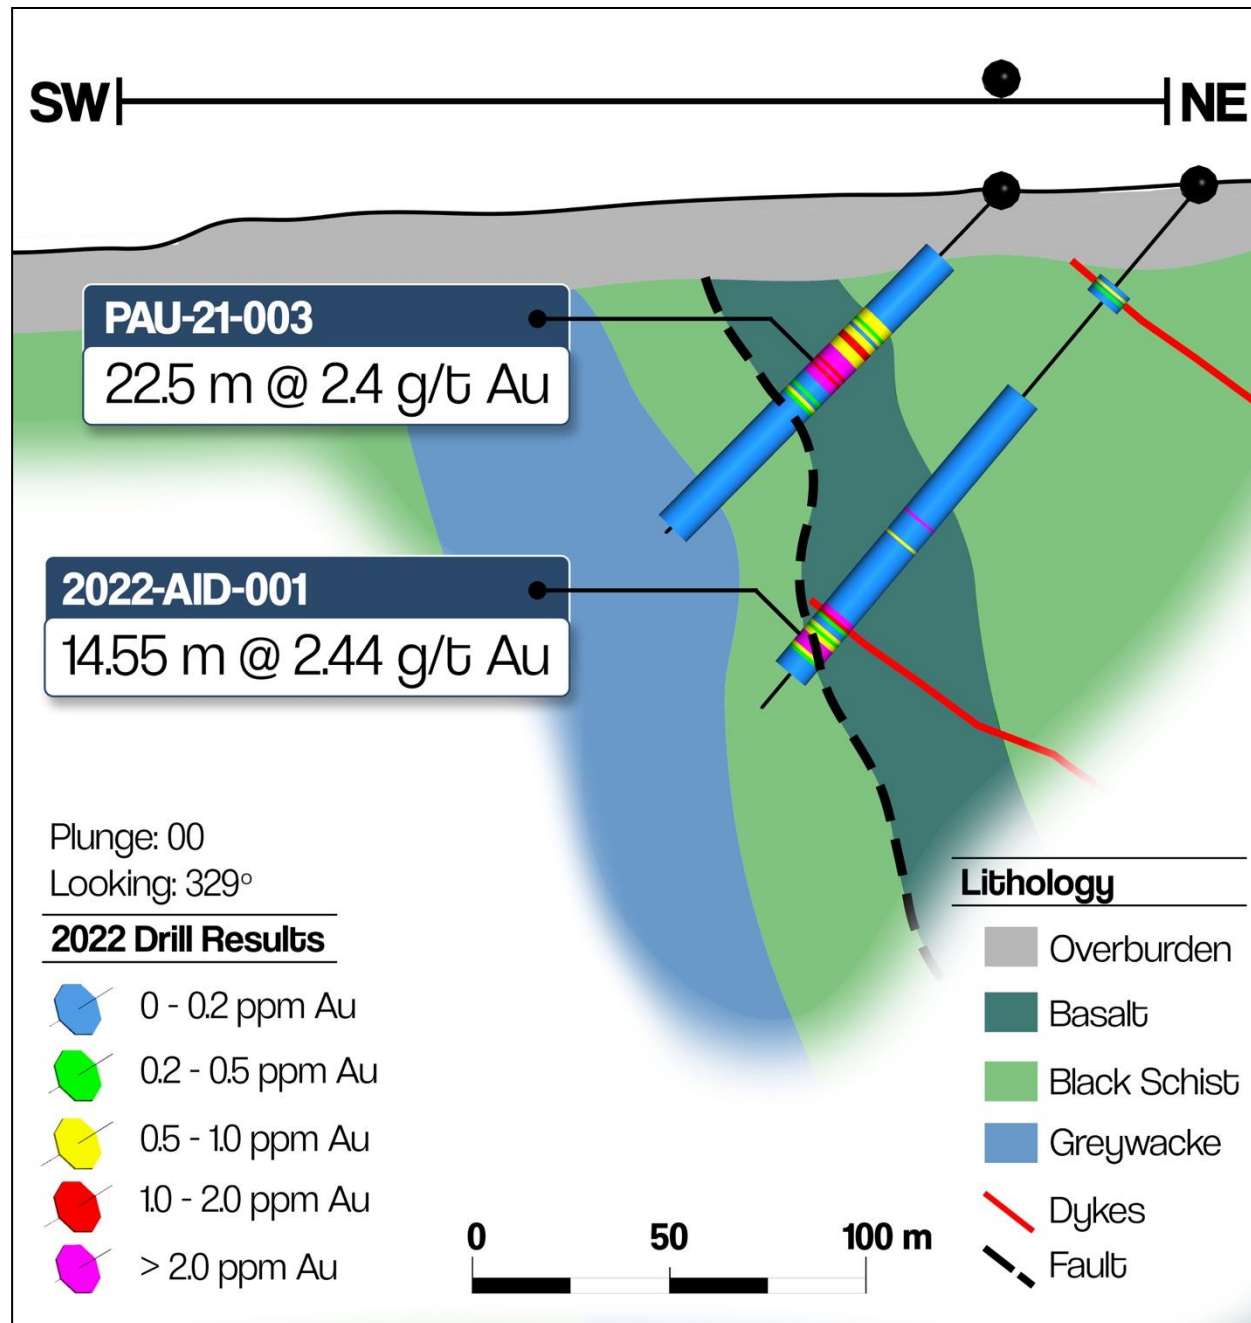 SW NE
PAU-21-003
22.5 m @ 2.4 g/t Au
2022-AID-001
14.55 m @ 2.44 g/t Au
Plunge: 00
Looking: 329°
2022 Drill Results
0 - 0.2 ppm Au
0.2 - 0.5 ppm Au
0.5 - 1.0 ppm Au
1.0 - 2.0 ppm Au
> 2.0 ppm Au
0 50 100 m
Lithology
Overburden
Basalt
Black Schist
Greywacke
Dykes
Fault